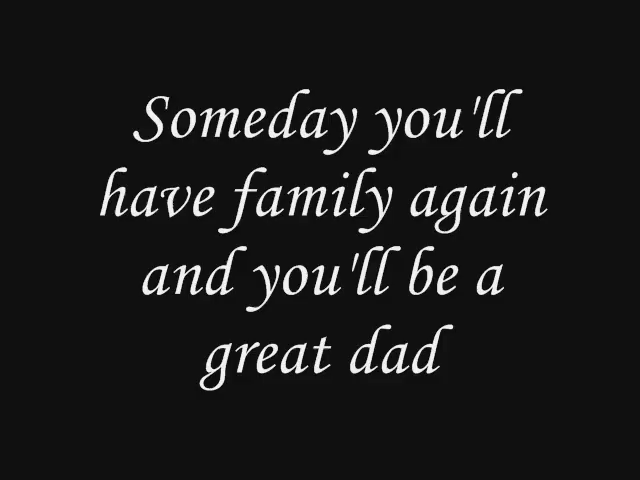 Someday you'll
have family again
and you'll be a
great dad